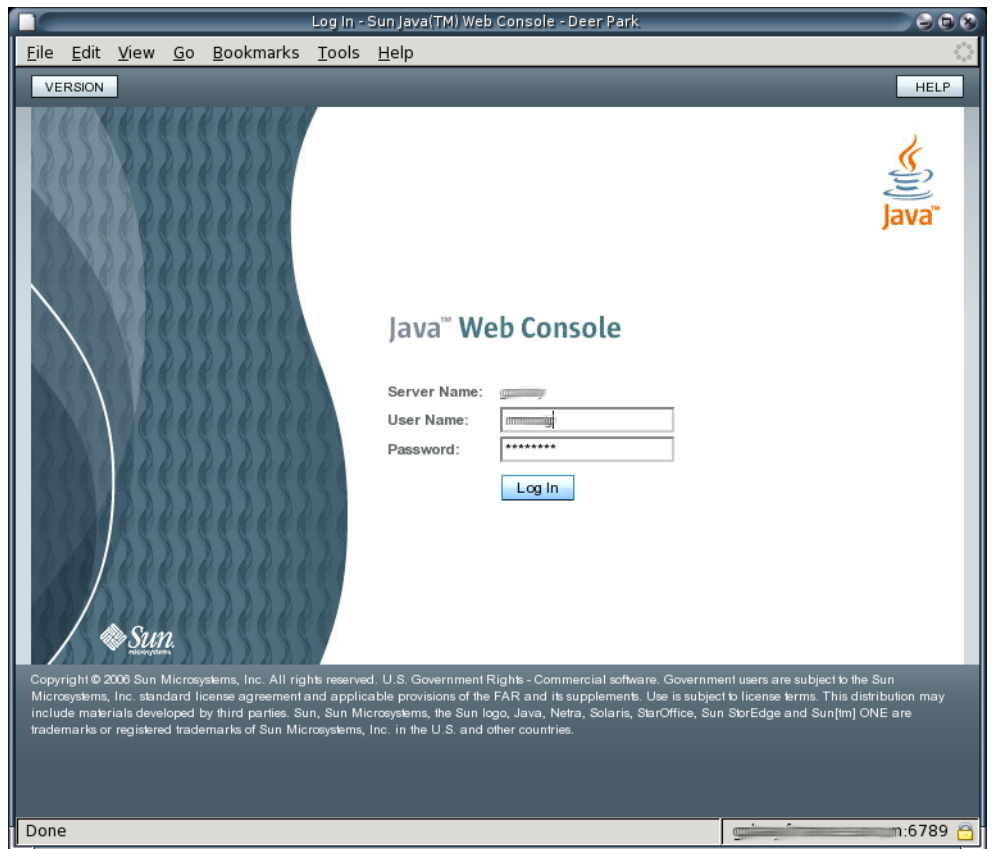 Log In - Sun Java(TM) Web Console - Deer Park
File Edit View Go Bookmarks Tools Help
VERSION
HELP
Java™
Java™ Web Console
Server Name:
User Name:
Password: ********
Log In
Sun
microsystems
Copyright © 2006 Sun Microsystems, Inc. All rights reserved. U.S. Government Rights - Commercial software. Government users are subject to the Sun
Microsystems, Inc. standard license agreement and applicable provisions of the FAR and its supplements. Use is subject to license terms. This distribution may
include materials developed by third parties. Sun, Sun Microsystems, the Sun logo, Java, Netra, Solaris, StarOffice, Sun StorEdge and Sun[tm] ONE are
trademarks or registered trademarks of Sun Microsystems, Inc. in the U.S. and other countries.
Done
m:6789